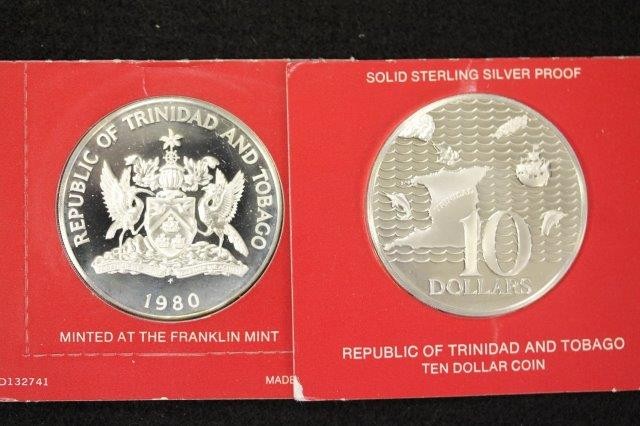 REPUBLIC OF TRINIDAD AND TOBAGO
1980
MINTED AT THE FRANKLIN MINT
D132741
MADE
SOLID STERLING SILVER PROOF
TRINIDAD
10
DOLLARS
REPUBLIC OF TRINIDAD AND TOBAGO
TEN DOLLAR COIN